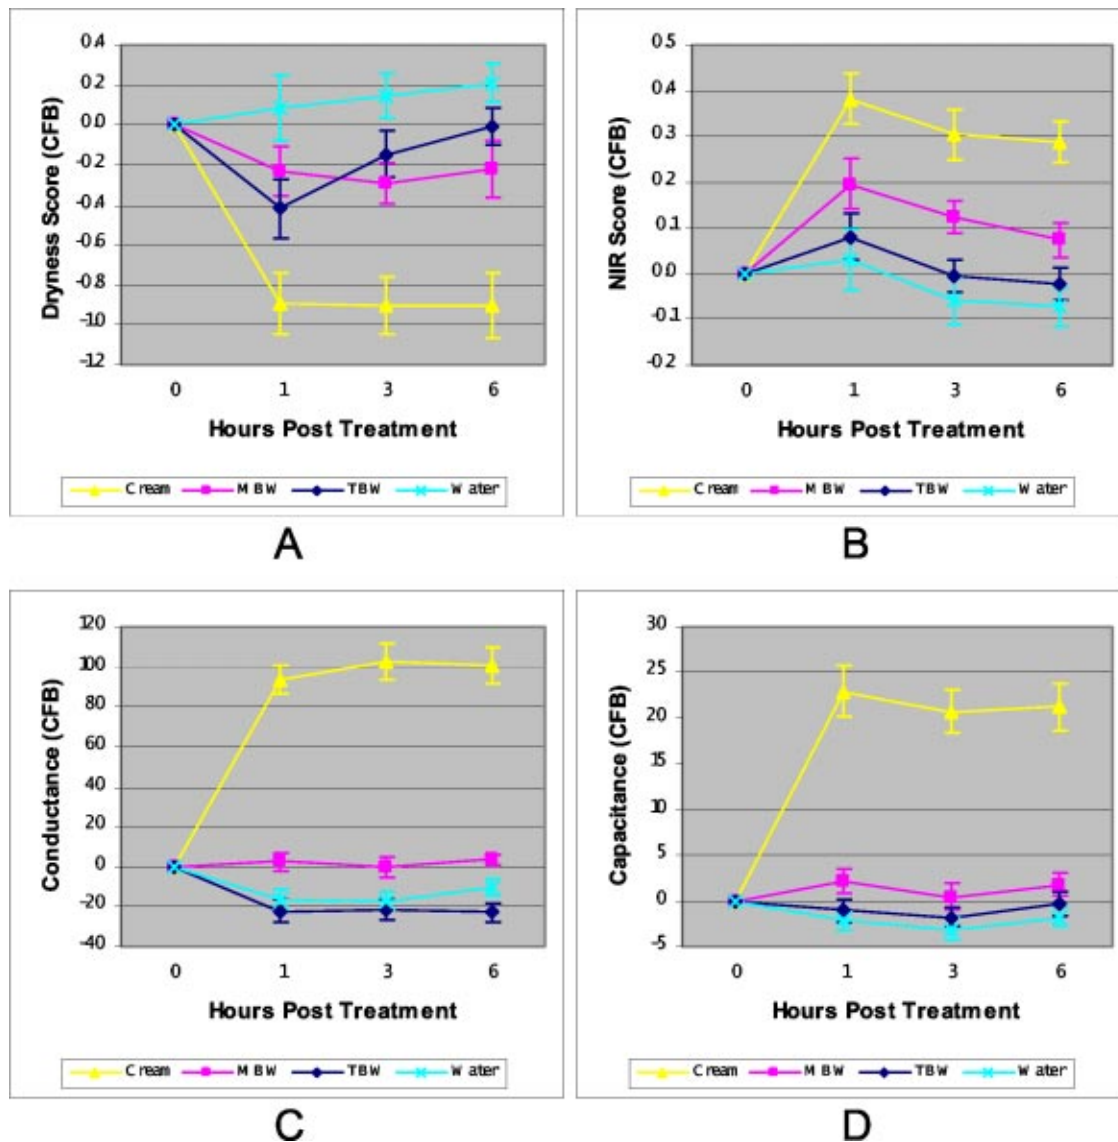 0.4
0.2
0.0
-0.2
-0.4
-0.6
-0.8
-1.0
-1.2
Dryness Score (CFB)
0 1 3 6
Hours Post Treatment
Cream MBW TBW Water
A
0.5
0.4
0.3
0.2
0.1
0.0
-0.1
-0.2
NIR Score (CFB)
0 1 3 6
Hours Post Treatment
Cream MBW TBW Water
B
120
100
80
60
40
20
0
-20
-40
Conductance (CFB)
0 1 3 6
Hours Post Treatment
Cream MBW TBW Water
C
30
25
20
15
10
5
0
-5
Capacitance (CFB)
0 1 3 6
Hours Post Treatment
Cream MBW TBW Water
D